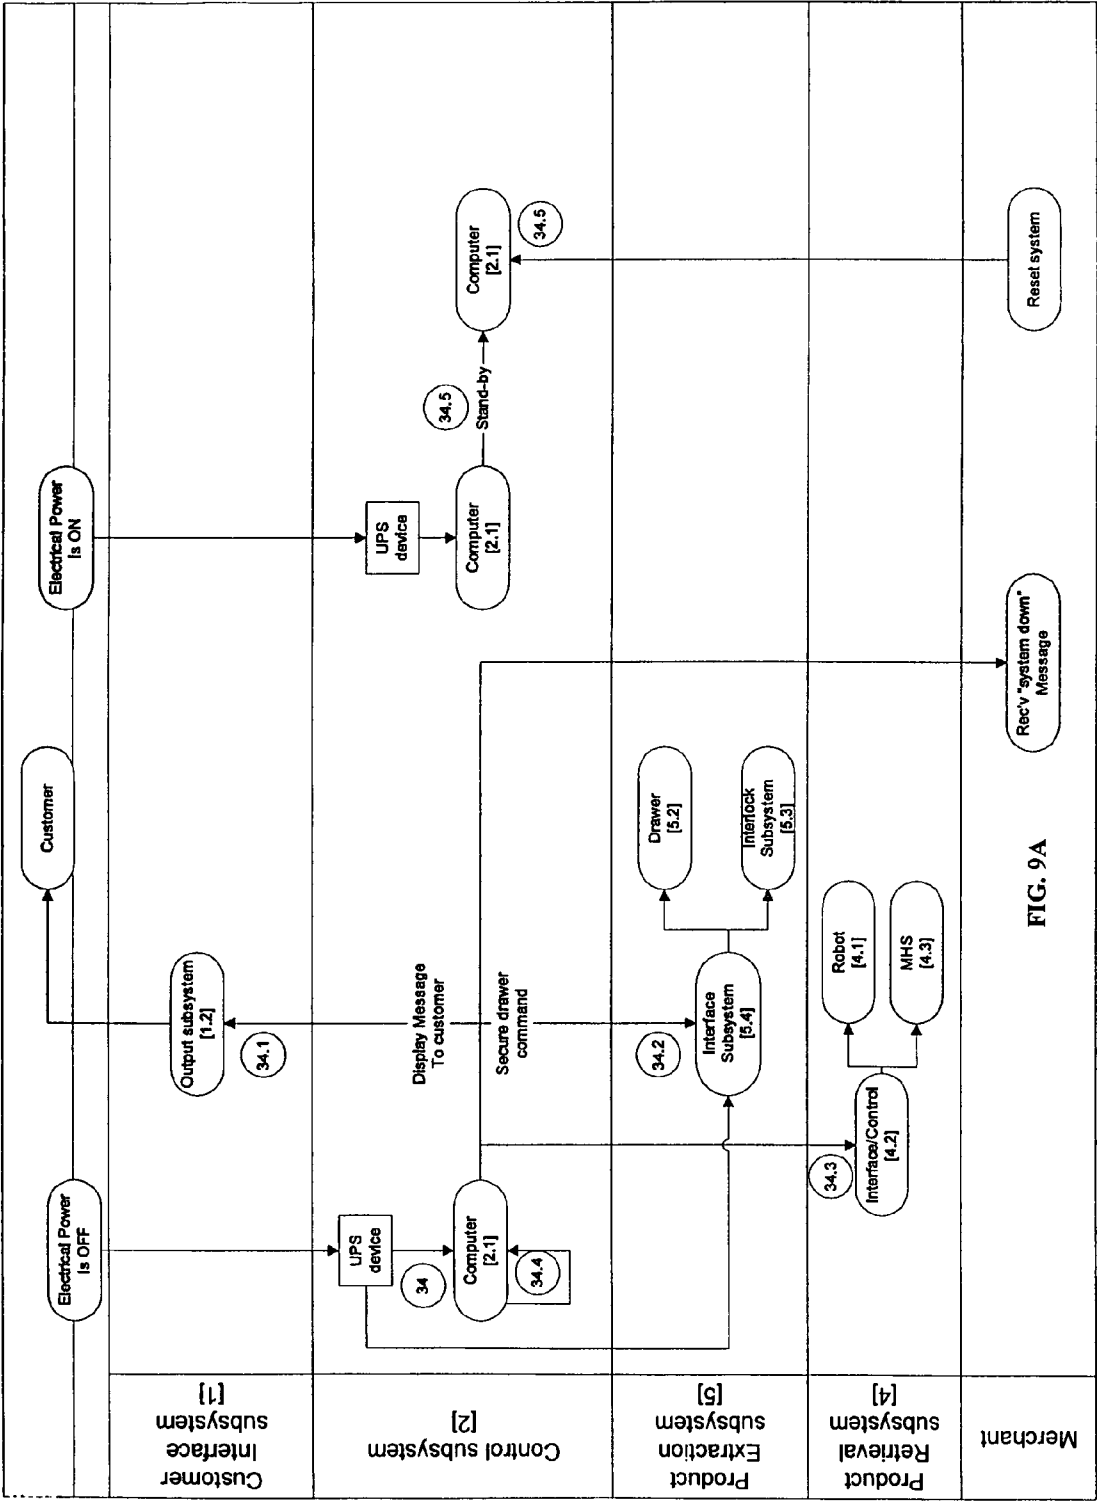 Electrical Power
Is OFF
Customer
Electrical Power
Is ON
Customer
Interface
subsystem
[1]
Output subsystem
[1.2]
34.1
Control subsystem
[2]
UPS
device
34
Computer
[2.1]
34.4
Display Message
To customer
Secure drawer
command
UPS
device
Computer
[2.1]
34.5
Stand-by
Computer
[2.1]
34.5
Product
Extraction
subsystem
[5]
34.2
Interface
Subsystem
[5.4]
Drawer
[5.2]
Interlock
Subsystem
[5.3]
Product
Retrieval
subsystem
[4]
34.3
Interface/Control
[4.2]
Robot
[4.1]
MHS
[4.3]
Merchant
Rec'v "system down"
Message
Reset system
FIG. 9A